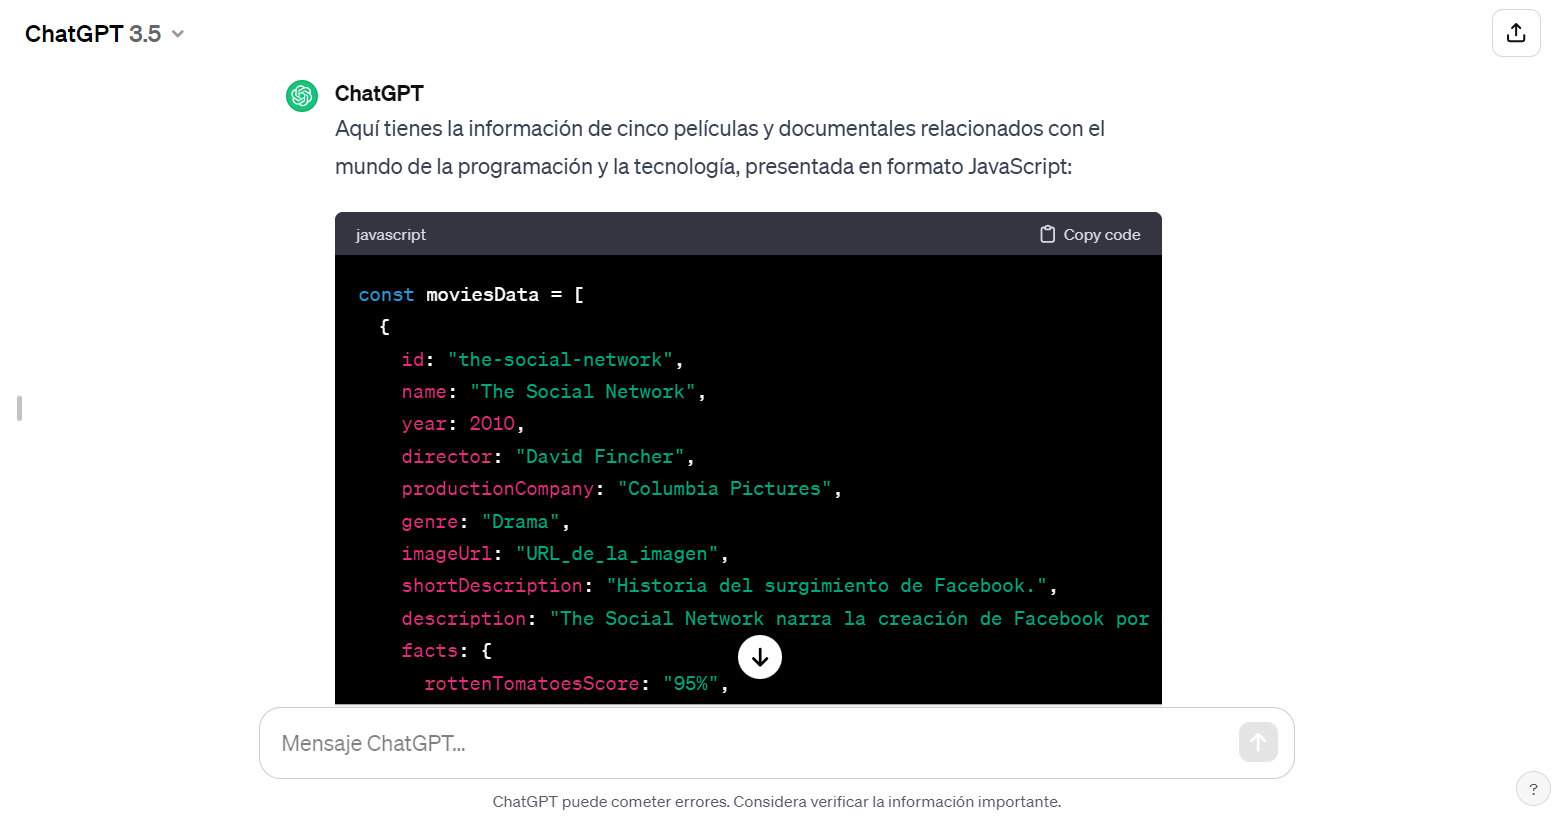 ChatGPT 3.5
ChatGPT
Aquí tienes la información de cinco películas y documentales relacionados con el
mundo de la programación y la tecnología, presentada en formato JavaScript:
javascript
Copy code
const moviesData = [
{
id: "the-social-network",
name: "The Social Network",
year: 2010,
director: "David Fincher",
productionCompany: "Columbia Pictures",
genre: "Drama",
imageUrl: "URL_de_la_imagen",
shortDescription: "Historia del surgimiento de Facebook.",
description: "The Social Network narra la creación de Facebook por
facts: {
rottenTomatoesScore: "95%",
Mensaje ChatGPT...
ChatGPT puede cometer errores. Considera verificar la información importante.
?